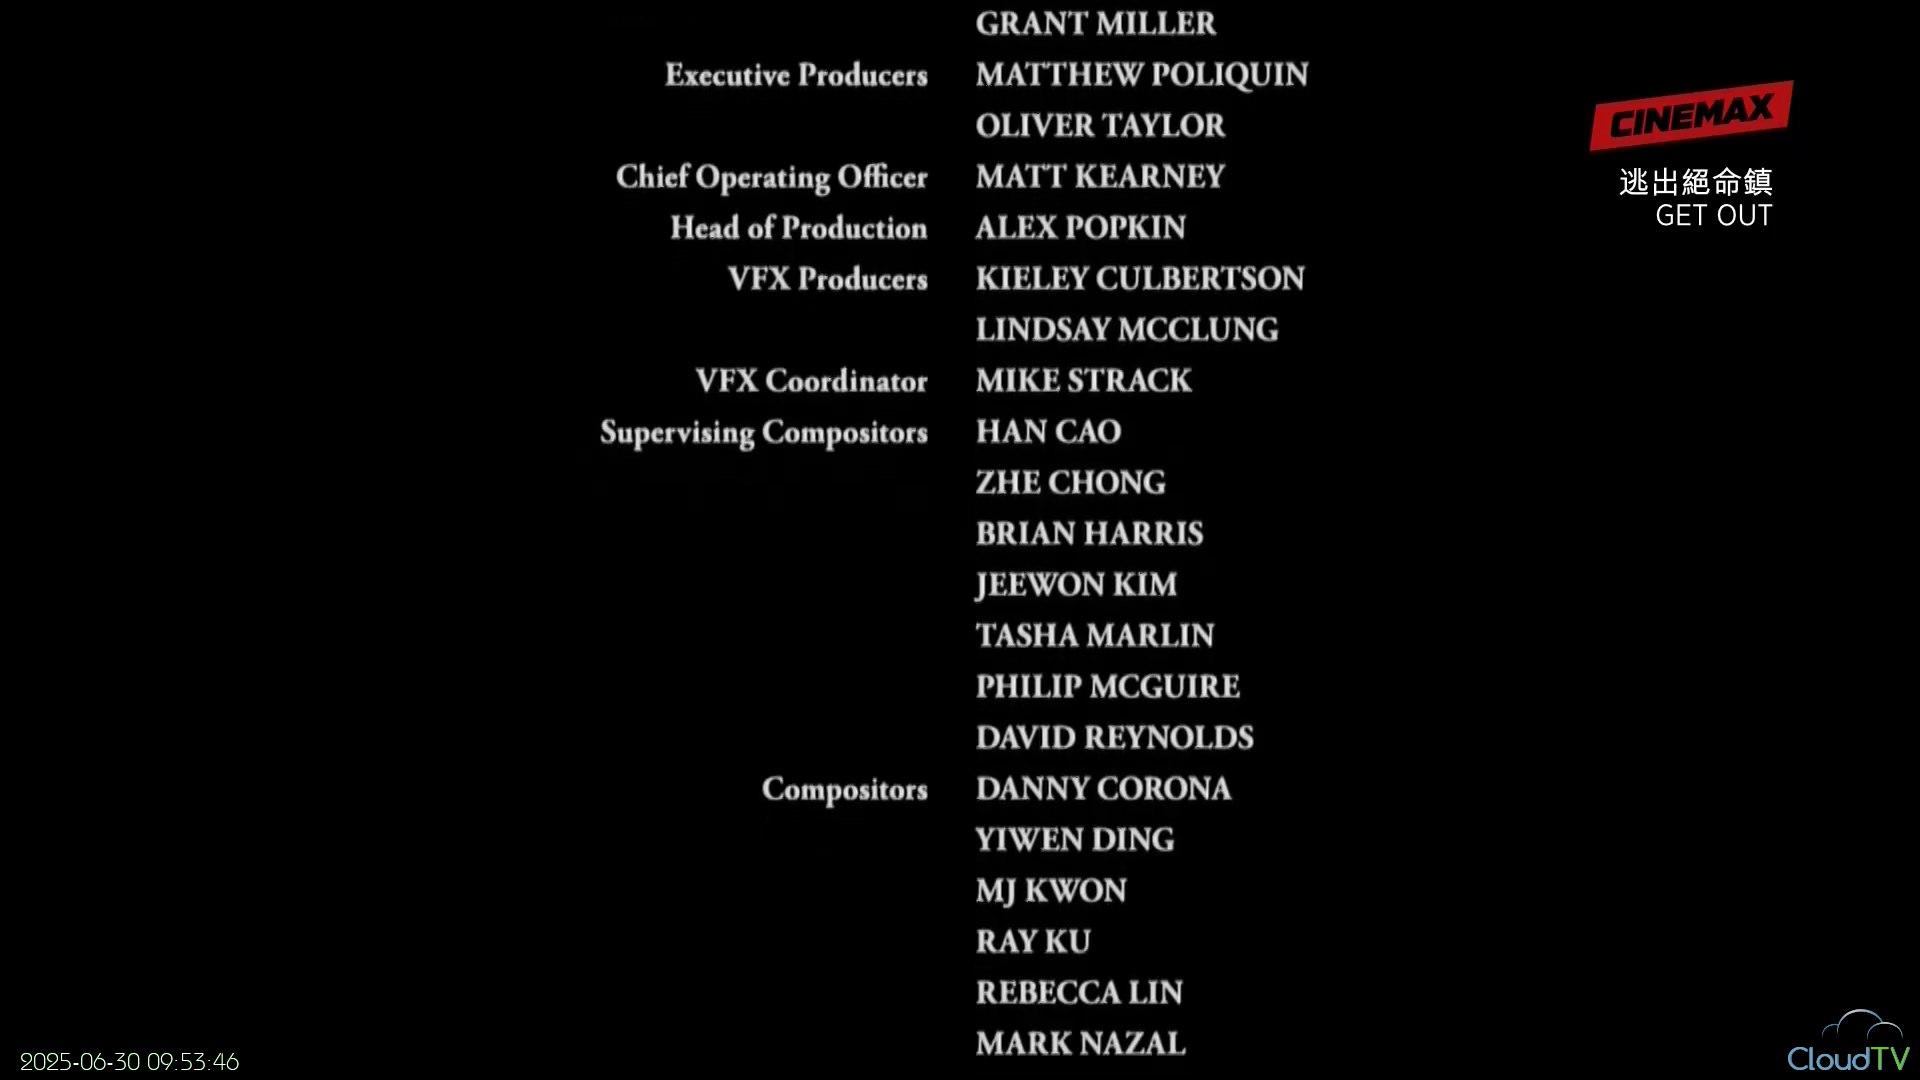 GRANT MILLER
Executive Producers MATTHEW POLIQUIN
OLIVER TAYLOR
Chief Operating Officer MATT KEARNEY
Head of Production ALEX POPKIN
VFX Producers KIELEY CULBERTSON
LINDSAY MCCLUNG
VFX Coordinator MIKE STRACK
Supervising Compositors HAN CAO
ZHE CHONG
BRIAN HARRIS
JEEWON KIM
TASHA MARLIN
PHILIP MCGUIRE
DAVID REYNOLDS
Compositors DANNY CORONA
YIWEN DING
MJ KWON
RAY KU
REBECCA LIN
MARK NAZAL
CINEMAX
逃出絕命鎮
GET OUT
2025-06-30 09:53:46
CloudTV